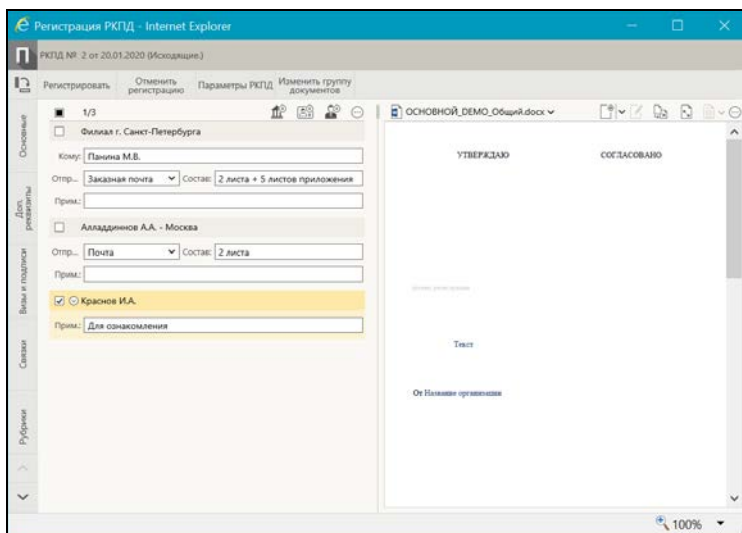 Регистрация РКПД - Internet Explorer
РКПД № 2 от 20.01.2020 (Исходящие.)
Регистрировать Отменить регистрацию Параметры РКПД Изменить группу документов
1/3
ОСНОВНОЙ_DEMO_Общий.docx
Основные
Доп. реквизиты
Визы и подписи
Связки
Рубрики
Филиал г. Санкт-Петербурга
Кому: Панина М.В.
Отпр... Заказная почта Состав: 2 листа + 5 листов приложения
Прим.:
Алладдиннов А.А. - Москва
Отпр... Почта Состав: 2 листа
Прим.:
Краснов И.А.
Прим.: Для ознакомления
УТВЕРЖДАЮ СОГЛАСОВАНО
Текст
От Название организации
100%